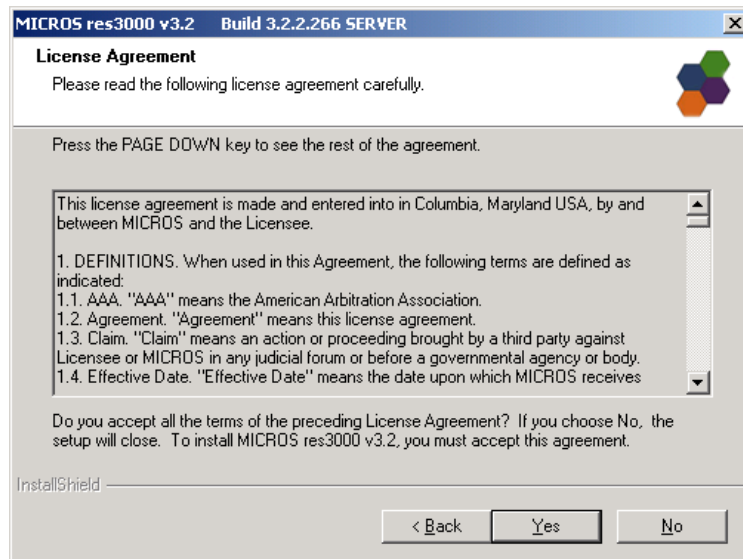 MICROS res3000 v3.2 Build 3.2.2.266 SERVER
License Agreement
Please read the following license agreement carefully.
Press the PAGE DOWN key to see the rest of the agreement.
This license agreement is made and entered into in Columbia, Maryland USA, by and
between MICROS and the Licensee.
1. DEFINITIONS. When used in this Agreement, the following terms are defined as
indicated:
1.1. AAA. "AAA" means the American Arbitration Association.
1.2. Agreement. "Agreement" means this license agreement.
1.3. Claim. "Claim" means an action or proceeding brought by a third party against
Licensee or MICROS in any judicial forum or before a governmental agency or body.
1.4. Effective Date. "Effective Date" means the date upon which MICROS receives
Do you accept all the terms of the preceding License Agreement? If you choose No, the
setup will close. To install MICROS res3000 v3.2, you must accept this agreement.
InstallShield
< Back Yes No